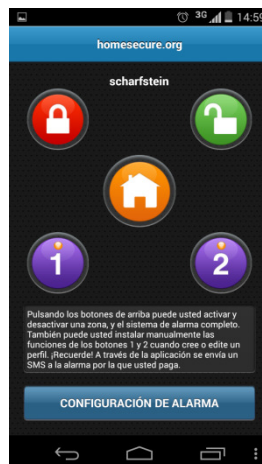 3G 14:59
homesecure.org
scharfstein
1 2
Pulsando los botones de arriba puede usted activar y
desactivar una zona, y el sistema de alarma completo.
También puede usted instalar manualmente las
funciones de los botones 1 y 2 cuando cree o edite un
perfil. ¡Recuerde! A través de la aplicación se envía un
SMS a la alarma por la que usted paga.
CONFIGURACIÓN DE ALARMA